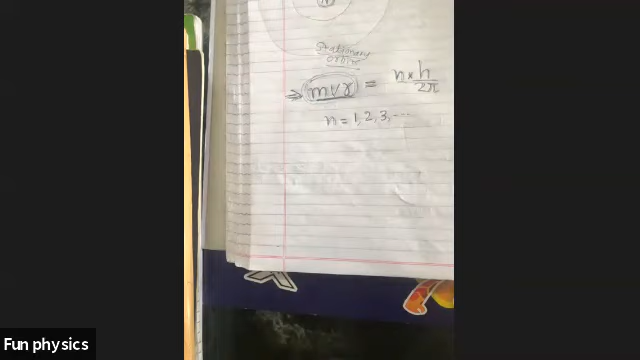 N
Stationary
orbit
⇒ mvr = n × h/2π
n = 1, 2, 3, ...
Fun physics